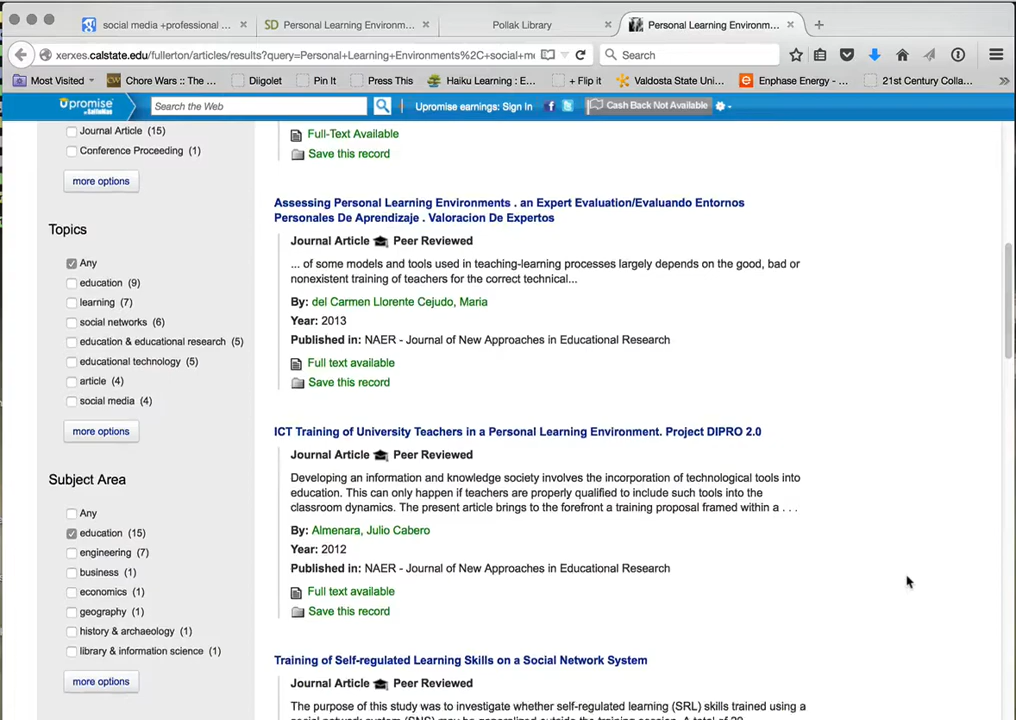 social media +professional ...
Personal Learning Environm...
Pollak Library
Personal Learning Environm...
xerxes.calstate.edu/fullerton/articles/results?query=Personal+Learning+Environments%2C+social+m
Search
Most Visited
Chore Wars :: The ...
Diigolet
Pin It
Press This
Haiku Learning : E...
+ Flip it
Valdosta State Uni...
Enphase Energy - ...
21st Century Colla...
Upromise
by SallieMae
Search the Web
Upromise earnings: Sign In
Cash Back Not Available
Journal Article (15)
Conference Proceeding (1)
more options
Topics
Any
education (9)
learning (7)
social networks (6)
education & educational research (5)
educational technology (5)
article (4)
social media (4)
more options
Subject Area
Any
education (15)
engineering (7)
business (1)
economics (1)
geography (1)
history & archaeology (1)
library & information science (1)
more options
Full-Text Available
Save this record
Assessing Personal Learning Environments . an Expert Evaluation/Evaluando Entornos
Personales De Aprendizaje . Valoracion De Expertos
Journal Article Peer Reviewed
... of some models and tools used in teaching-learning processes largely depends on the good, bad or
nonexistent training of teachers for the correct technical...
By: del Carmen Llorente Cejudo, Maria
Year: 2013
Published in: NAER - Journal of New Approaches in Educational Research
Full text available
Save this record
ICT Training of University Teachers in a Personal Learning Environment. Project DIPRO 2.0
Journal Article Peer Reviewed
Developing an information and knowledge society involves the incorporation of technological tools into
education. This can only happen if teachers are properly qualified to include such tools into the
classroom dynamics. The present article brings to the forefront a training proposal framed within a . . .
By: Almenara, Julio Cabero
Year: 2012
Published in: NAER - Journal of New Approaches in Educational Research
Full text available
Save this record
Training of Self-regulated Learning Skills on a Social Network System
Journal Article Peer Reviewed
The purpose of this study was to investigate whether self-regulated learning (SRL) skills trained using a